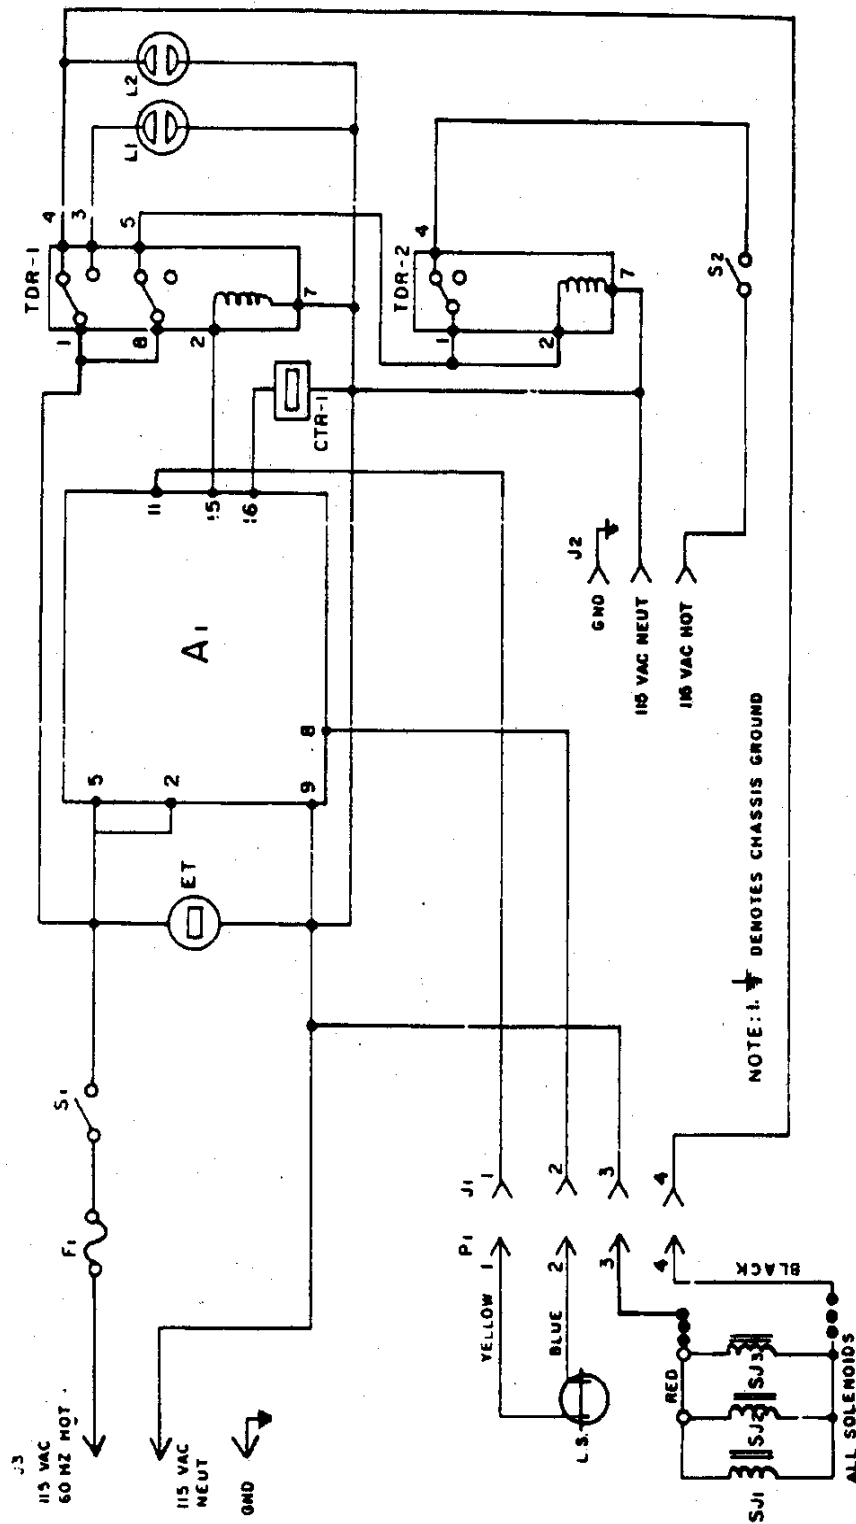 J3
115 VAC
60 HZ HOT
115 VAC
NEUT
GND
F1
S1
ET
5
2
9
8
A1
11
15
16
CTR-1
TDR-1
1
8
2
4
3
5
7
L1
L2
TDR-2
1
2
4
7
S2
J2
GND
115 VAC NEUT
115 VAC HOT
NOTE: 1. DENOTES CHASSIS GROUND
P1
J1
1
1
2
2
3
3
4
4
YELLOW
BLUE
L.S.
RED
BLACK
SJ1
SJ2
SJ3
ALL SOLENOIDS